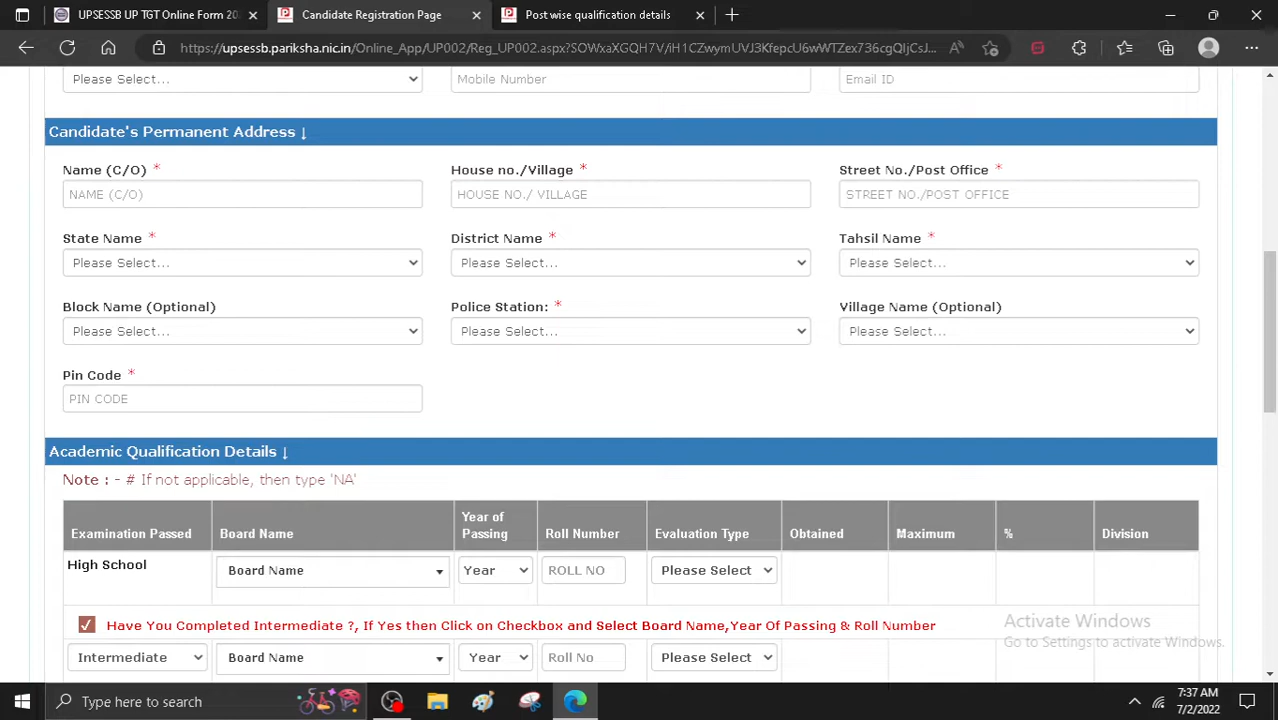 UPSESSB UP TGT Online Form 20
Candidate Registration Page
Post wise qualification details
https://upsessb.pariksha.nic.in/Online_App/UP002/Reg_UP002.aspx?SOWxaXGQH7V/iH1CZwymUVJ3KfepcU6wWTZex736cgQIjCsJ...
Please Select...
Mobile Number
Email ID
Candidate's Permanent Address ↓
Name (C/O) *
House no./Village *
Street No./Post Office *
NAME (C/O)
HOUSE NO./ VILLAGE
STREET NO./POST OFFICE
State Name *
District Name *
Tahsil Name *
Please Select...
Please Select...
Please Select...
Block Name (Optional)
Police Station: *
Village Name (Optional)
Please Select...
Please Select...
Please Select...
Pin Code *
PIN CODE
Academic Qualification Details ↓
Note : - # If not applicable, then type 'NA'
Examination Passed
Board Name
Year of
Passing
Roll Number
Evaluation Type
Obtained
Maximum
%
Division
High School
Board Name
Year
ROLL NO
Please Select
Have You Completed Intermediate ?, If Yes then Click on Checkbox and Select Board Name,Year Of Passing & Roll Number
Intermediate
Board Name
Year
Roll No
Please Select
Activate Windows
Go to Settings to activate Windows.
Type here to search
7:37 AM
7/2/2022